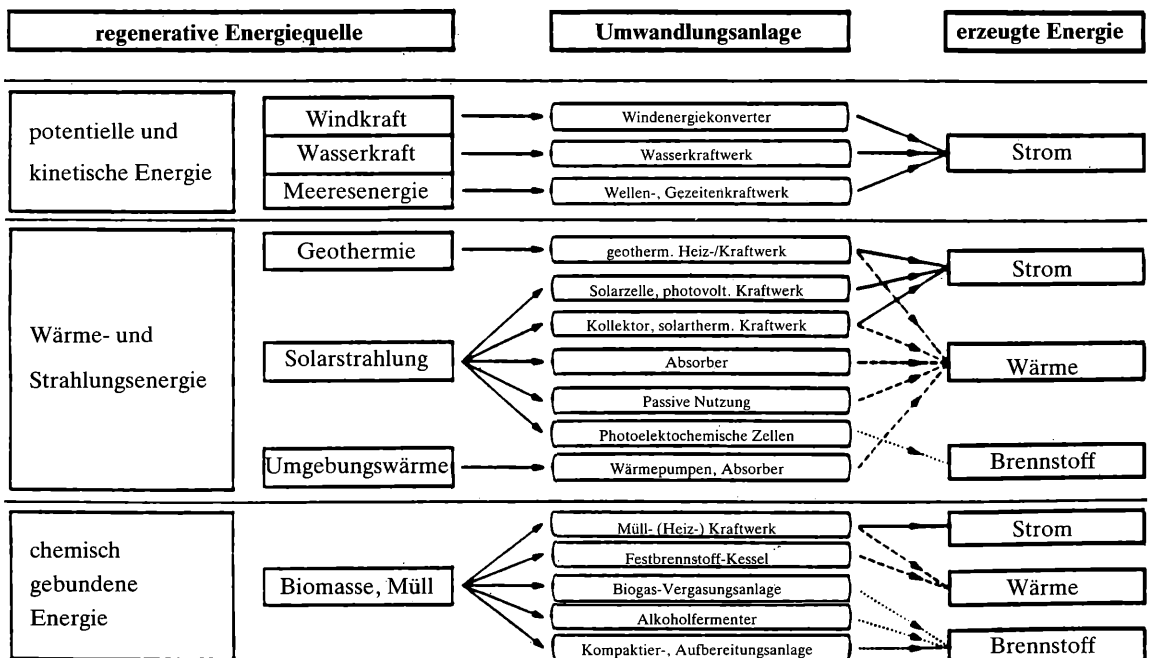 regenerative Energiequelle
Umwandlungsanlage
erzeugte Energie
potentielle und
kinetische Energie
Windkraft
Windenergiekonverter
Wasserkraft
Wasserkraftwerk
Meeresenergie
Wellen-, Gezeitenkraftwerk
Strom
Wärme- und
Strahlungsenergie
Geothermie
geotherm. Heiz-/Kraftwerk
Solarstrahlung
Solarzelle, photovolt. Kraftwerk
Kollektor, solartherm. Kraftwerk
Absorber
Passive Nutzung
Photoelektochemische Zellen
Umgebungswärme
Wärmepumpen, Absorber
Strom
Wärme
Brennstoff
chemisch
gebundene
Energie
Biomasse, Müll
Müll- (Heiz-) Kraftwerk
Festbrennstoff-Kessel
Biogas-Vergasungsanlage
Alkoholfermenter
Kompaktier-, Aufbereitungsanlage
Strom
Wärme
Brennstoff